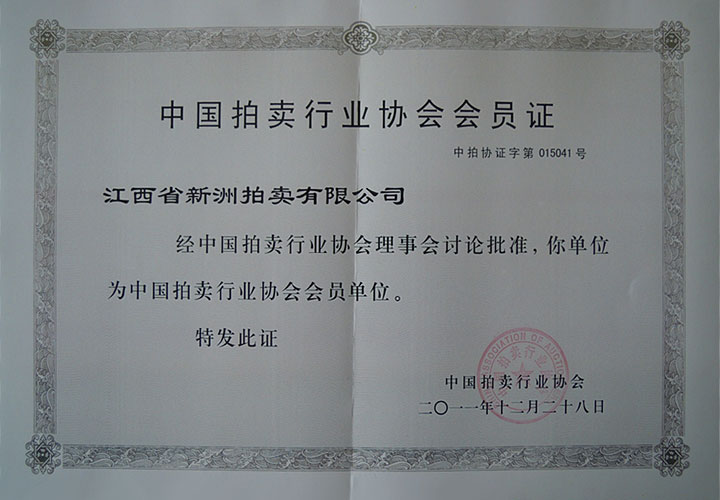 中国拍卖行业协会会员证
中拍协证字第 015041 号
江西省新洲拍卖有限公司
经中国拍卖行业协会理事会讨论批准，你单位
为中国拍卖行业协会会员单位。
特发此证
中国拍卖行业协会
二〇一一年十二月二十八日
ASSOCIATION OF AUCTION